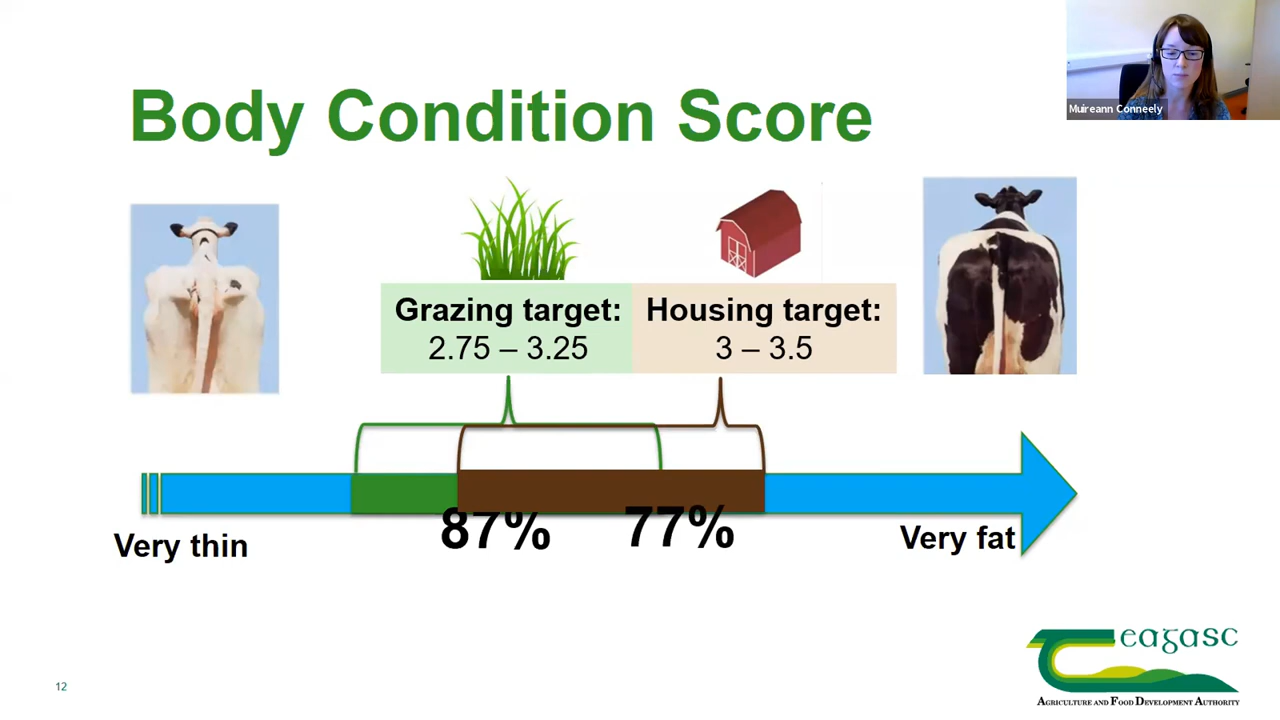 Body Condition Score
Muireann Conneely
Grazing target:
2.75 – 3.25
Housing target:
3 – 3.5
87%
77%
Very thin
Very fat
12
eagasc
AGRICULTURE AND FOOD DEVELOPMENT AUTHORITY